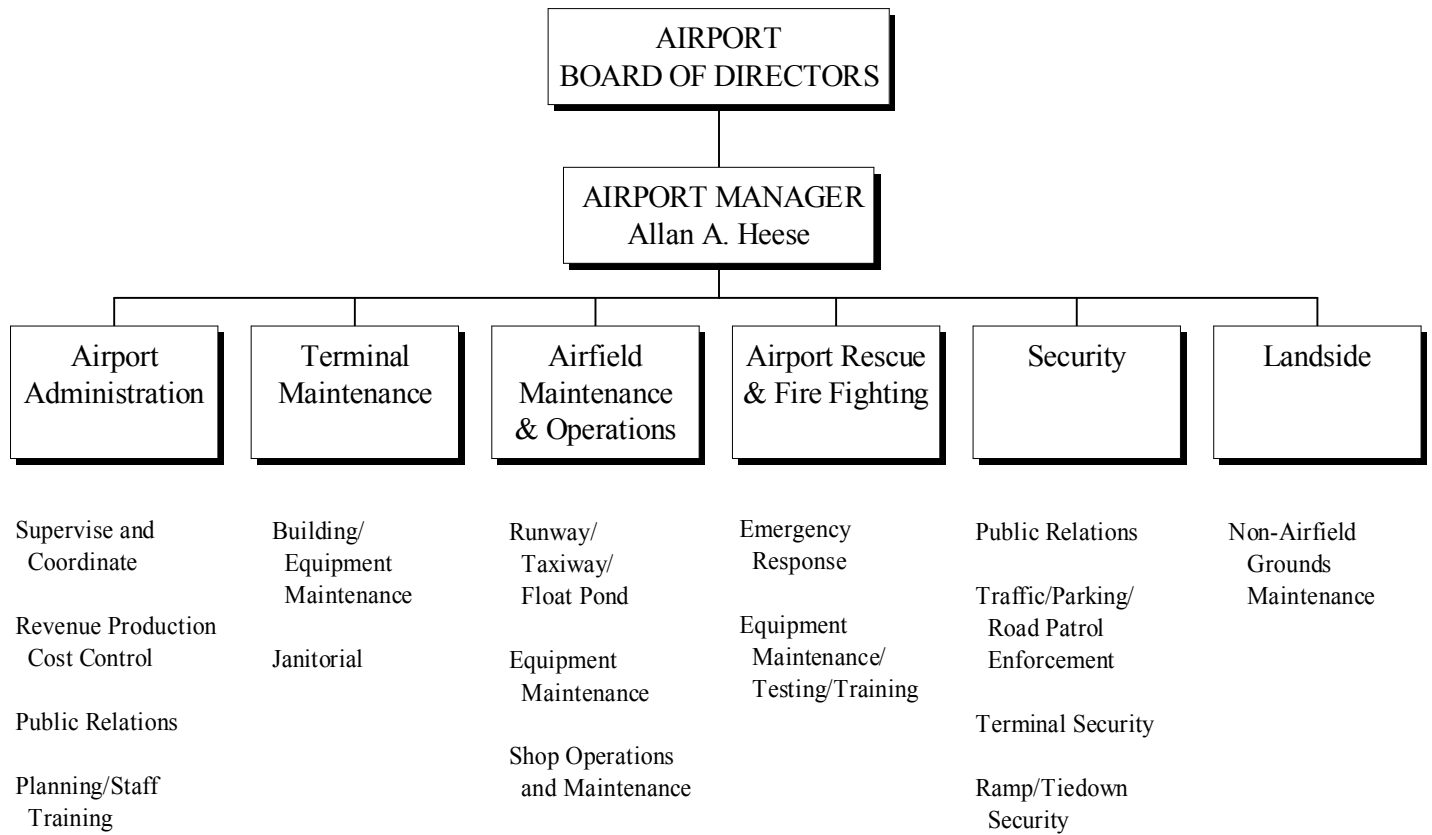 AIRPORT
BOARD OF DIRECTORS
AIRPORT MANAGER
Allan A. Heese
Airport
Administration
Terminal
Maintenance
Airfield
Maintenance
& Operations
Airport Rescue
& Fire Fighting
Security
Landside
Supervise and
Coordinate
Revenue Production
Cost Control
Public Relations
Planning/Staff
Training
Building/
Equipment
Maintenance
Janitorial
Runway/
Taxiway/
Float Pond
Equipment
Maintenance
Shop Operations
and Maintenance
Emergency
Response
Equipment
Maintenance/
Testing/Training
Public Relations
Traffic/Parking/
Road Patrol
Enforcement
Terminal Security
Ramp/Tiedown
Security
Non-Airfield
Grounds
Maintenance